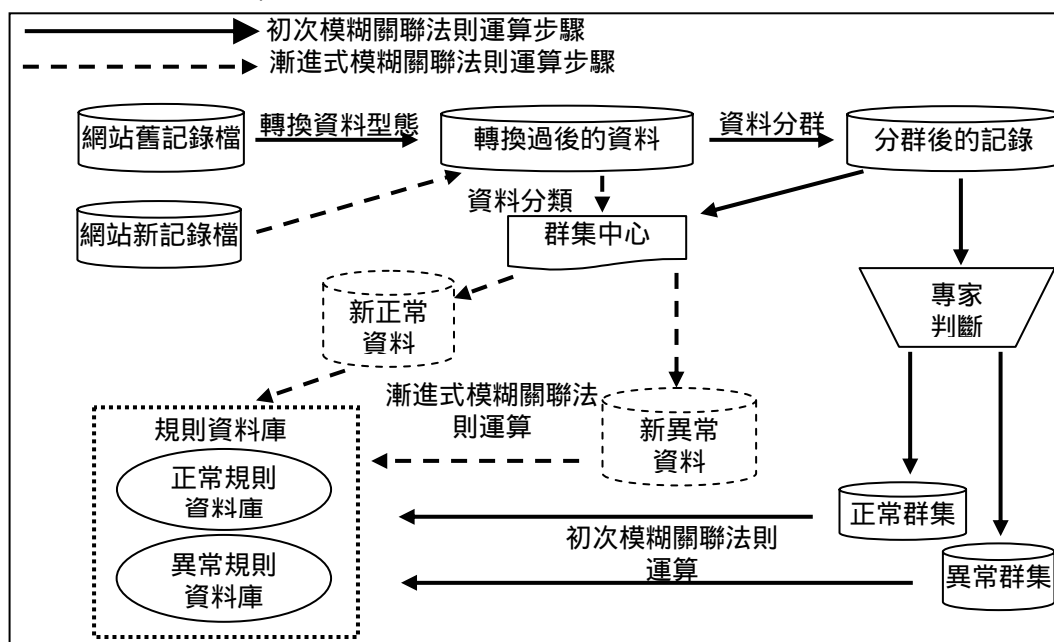 初次模糊關聯法則運算步驟
漸進式模糊關聯法則運算步驟
網站舊記錄檔
轉換資料型態
轉換過後的資料
資料分群
分群後的記錄
網站新記錄檔
資料分類
群集中心
專家
判斷
新正常
資料
漸進式模糊關聯法
則運算
新異常
資料
規則資料庫
正常規則
資料庫
異常規則
資料庫
正常群集
初次模糊關聯法則
運算
異常群集